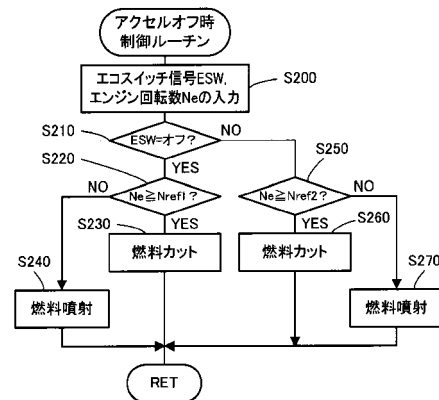 アクセルオフ時
制御ルーチン
エコスイッチ信号ESW,
エンジン回転数Neの入力
S200
S210
ESW=オフ?
NO
S220
YES
S250
NO
Ne≧Nref1?
Ne≧Nref2?
NO
S230
YES
YES
S260
燃料カット
燃料カット
S240
S270
燃料噴射
燃料噴射
RET